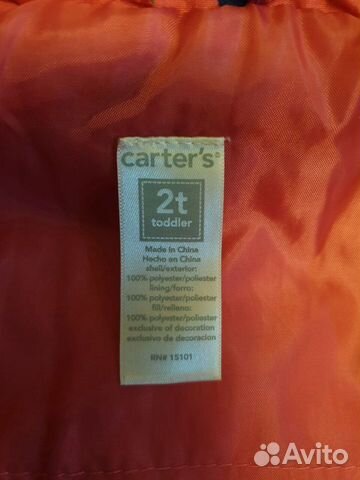 carter's®
2t
toddler
Made in China
Hecho en China
shell/exterior:
100% polyester/poliester
lining/forro:
100% polyester/poliester
fill/relleno:
100% polyester/poliester
exclusive of decoration
exclusivo de decoracion
RN# 15101
Avito